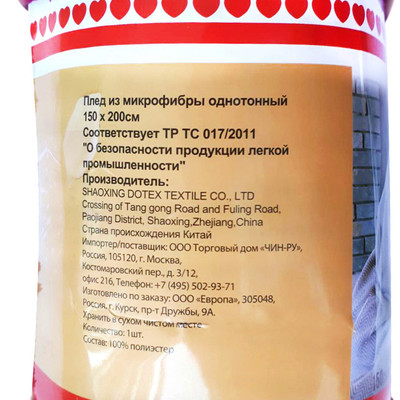 Плед из микрофибры однотонный
150 х 200см
Соответствует ТР ТС 017/2011
"О безопасности продукции легкой
промышленности"
Производитель:
SHAOXING DOTEX TEXTILE CO., LTD
Crossing of Tang gong Road and Fuling Road,
Paojiang District, Shaoxing,Zhejiang,China
Страна происхождения Китай
Импортер/поставщик: ООО Торговый дом «ЧИН-РУ»,
Россия, 105120, г. Москва,
Костомаровский пер., д. 3/12,
офис 216, Телефон: +7 (495) 502-93-71
Изготовлено по заказу: ООО «Европа», 305048,
Россия, г. Курск, пр-т Дружбы, 9А.
Хранить в сухом чистом месте
Количество: 1шт.
Состав: 100% полиэстер